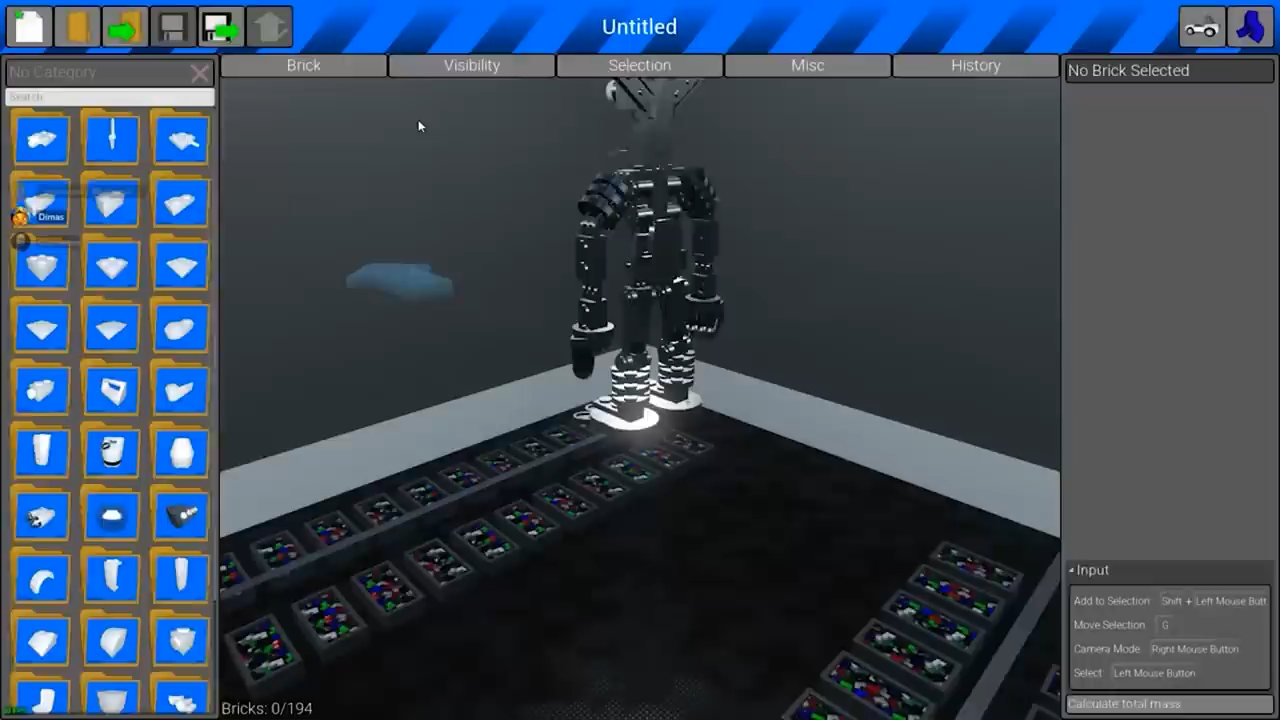 Untitled
No Category
Search
Brick
Visibility
Selection
Misc
History
No Brick Selected
Dimas
Input
Add to Selection Shift + Left Mouse Butt
Move Selection G
Camera Mode Right Mouse Button
Select Left Mouse Button
Calculate total mass
Bricks: 0/194